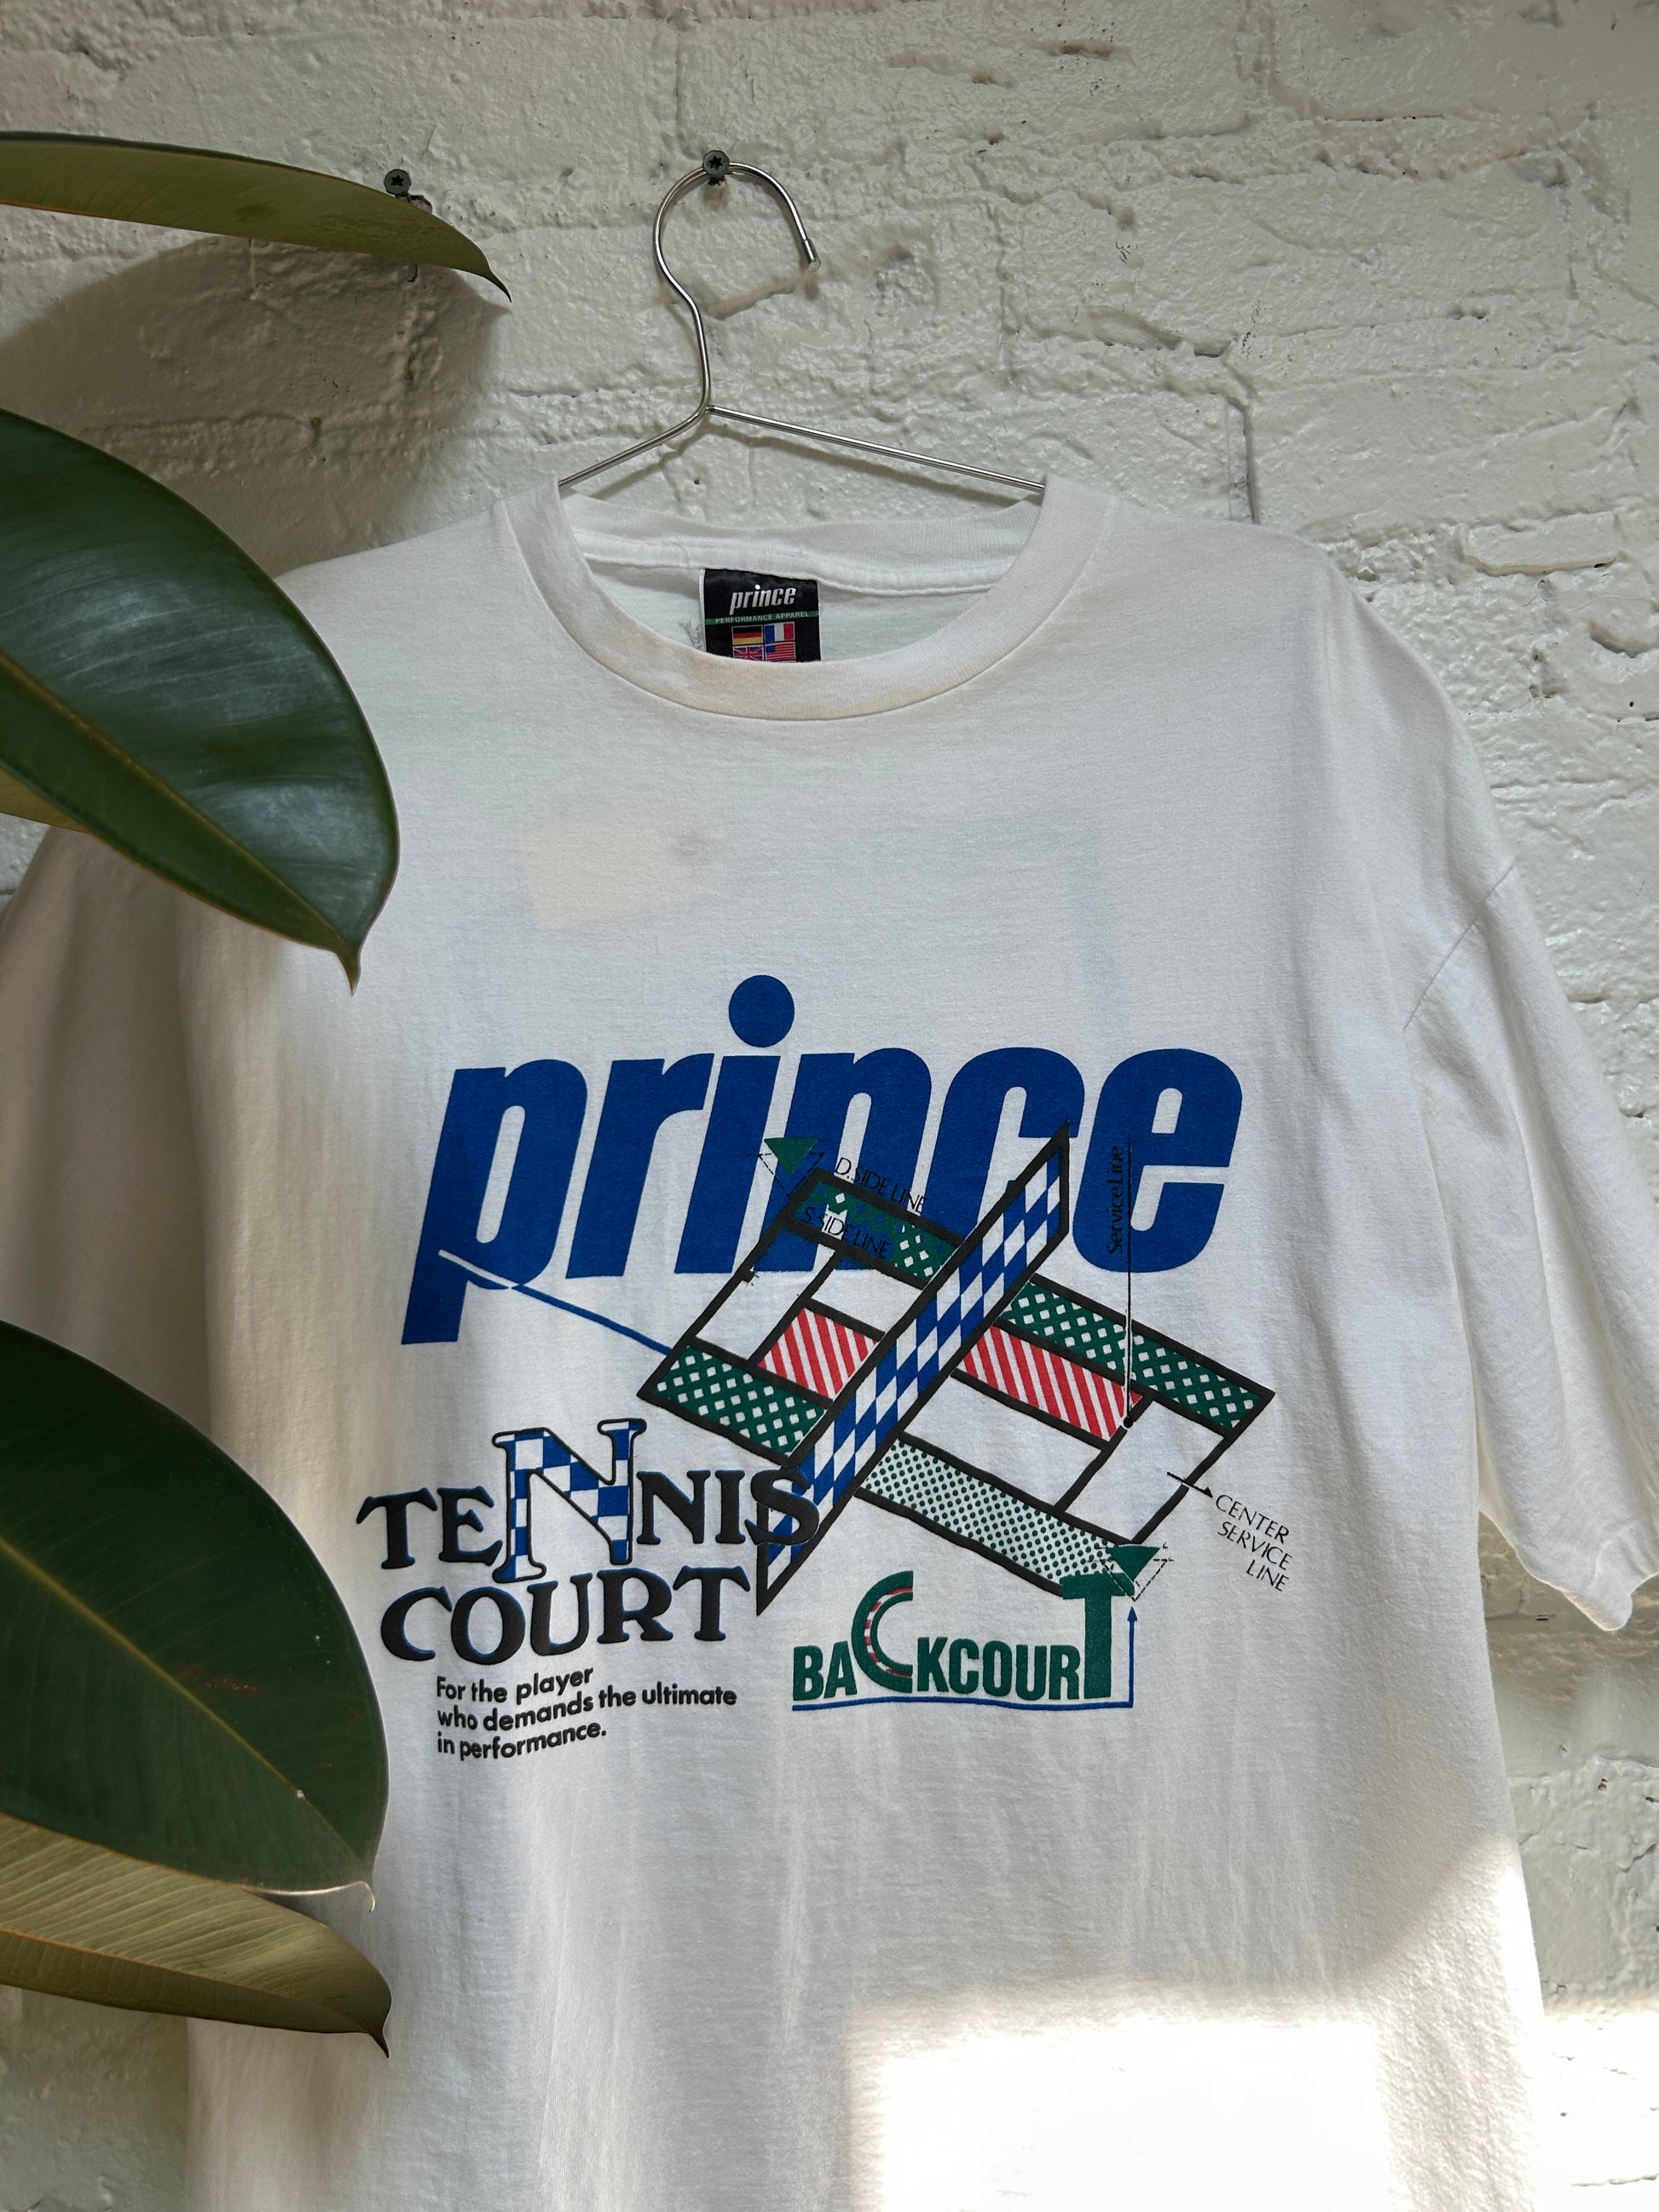 prince
PERFORMANCE APPAREL
prince
D.SIDE LINE
S.SIDE LINE
Service Line
CENTER
SERVICE
LINE
TENNIS
COURT
For the player
who demands the ultimate
in performance.
BACKCOURT